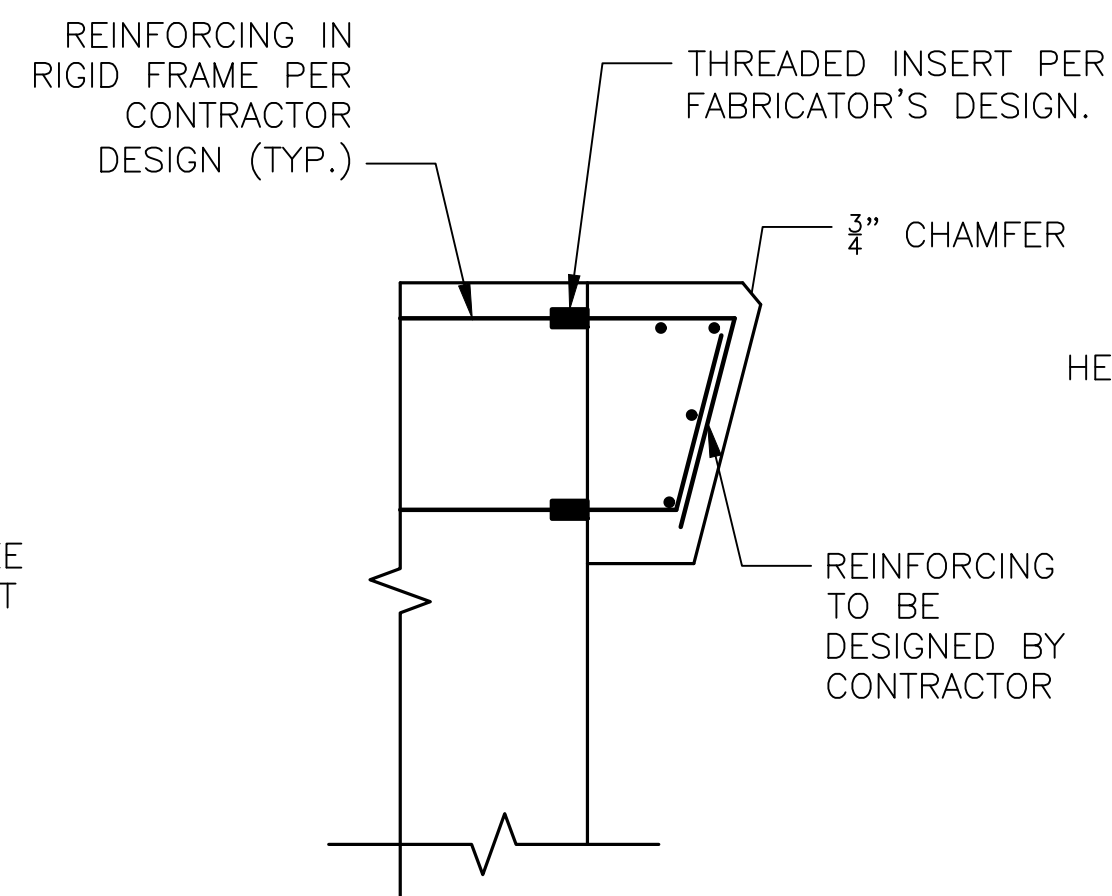 REINFORCING IN
RIGID FRAME PER
CONTRACTOR
DESIGN (TYP.)
THREADED INSERT PER
FABRICATOR'S DESIGN.
3/4" CHAMFER
HE
REINFORCING
TO BE
DESIGNED BY
CONTRACTOR